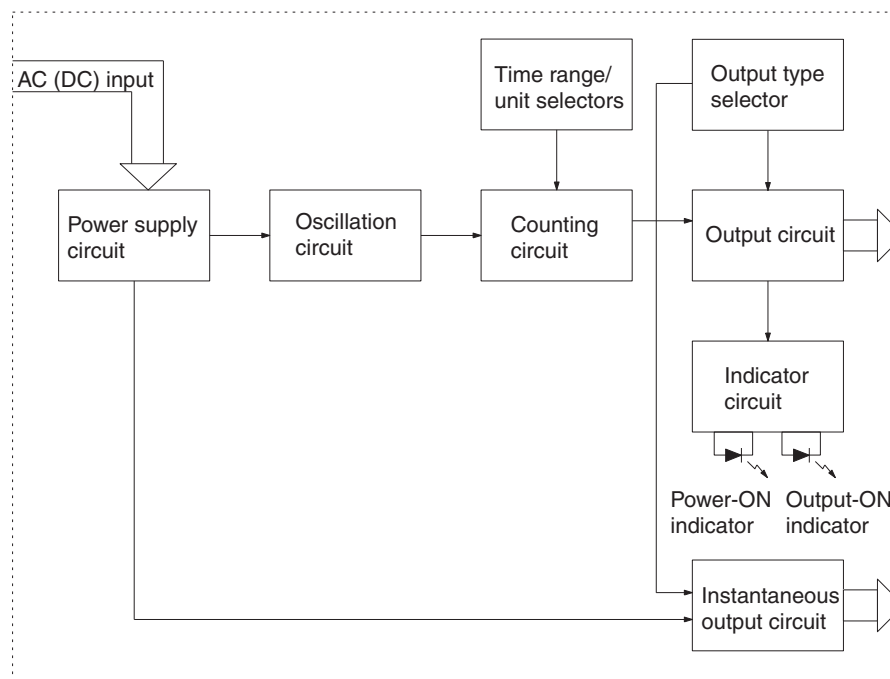 AC (DC) input
Time range/
unit selectors
Output type
selector
Power supply
circuit
Oscillation
circuit
Counting
circuit
Output circuit
Indicator
circuit
Power-ON
indicator
Output-ON
indicator
Instantaneous
output circuit